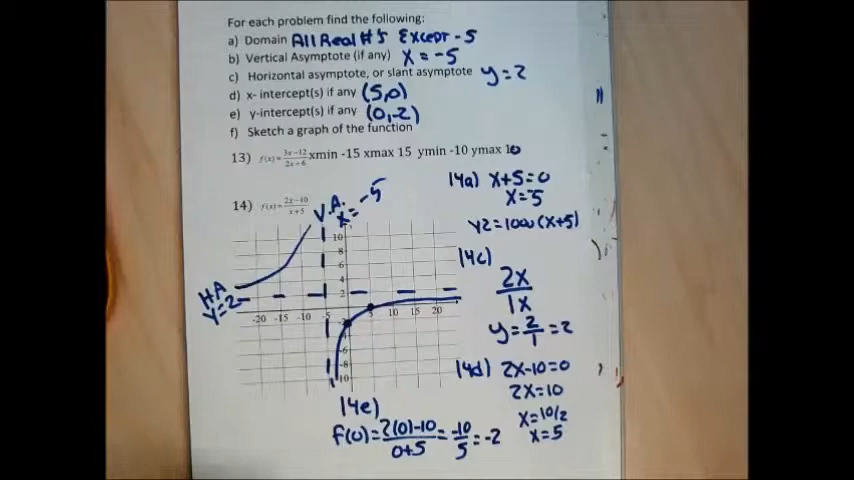 For each problem find the following:
a) Domain All Real #'s Except -5
b) Vertical Asymptote (if any) x = -5
c) Horizontal asymptote, or slant asymptote y=2
d) x- intercept(s) if any (5,0)
e) y-intercept(s) if any (0,-2)
f) Sketch a graph of the function
13) f(x)=(3x-12)/(2x+6) xmin -15 xmax 15 ymin -10 ymax 10
14) f(x)=(2x-10)/(x+5)
V.A. x=-5
H A y=2
10
8
6
4
2
-20 -15 -10 -5 5 10 15 20
-2
-6
-8
10
14a) x+5=0
x=-5
y2=1000(x+5)
14c)
2x/1x
y=2/1=2
14d) 2x-10=0
2x=10
x=10/2
x=5
14e)
f(0)=(2(0)-10)/(0+5)=-10/5=-2